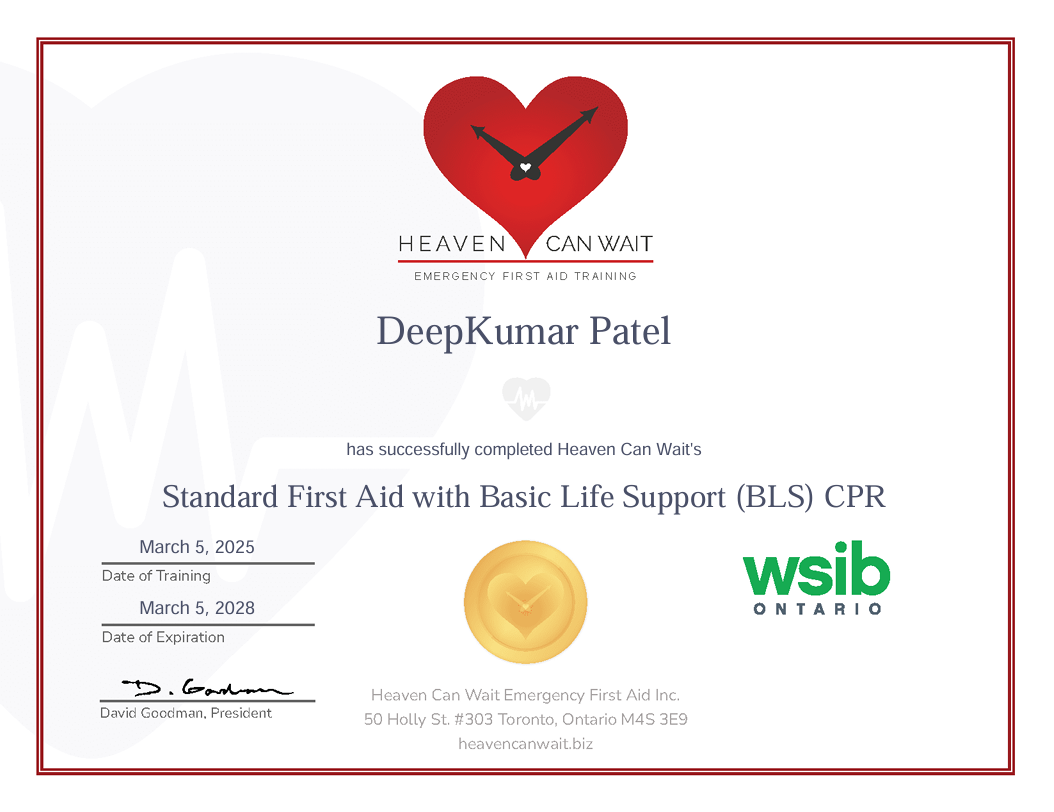 HEAVEN CAN WAIT
EMERGENCY FIRST AID TRAINING
DeepKumar Patel
has successfully completed Heaven Can Wait's
Standard First Aid with Basic Life Support (BLS) CPR
March 5, 2025
Date of Training
March 5, 2028
Date of Expiration
D. Goodman
David Goodman, President
wsib
ONTARIO
Heaven Can Wait Emergency First Aid Inc.
50 Holly St. #303 Toronto, Ontario M4S 3E9
heavencanwait.biz